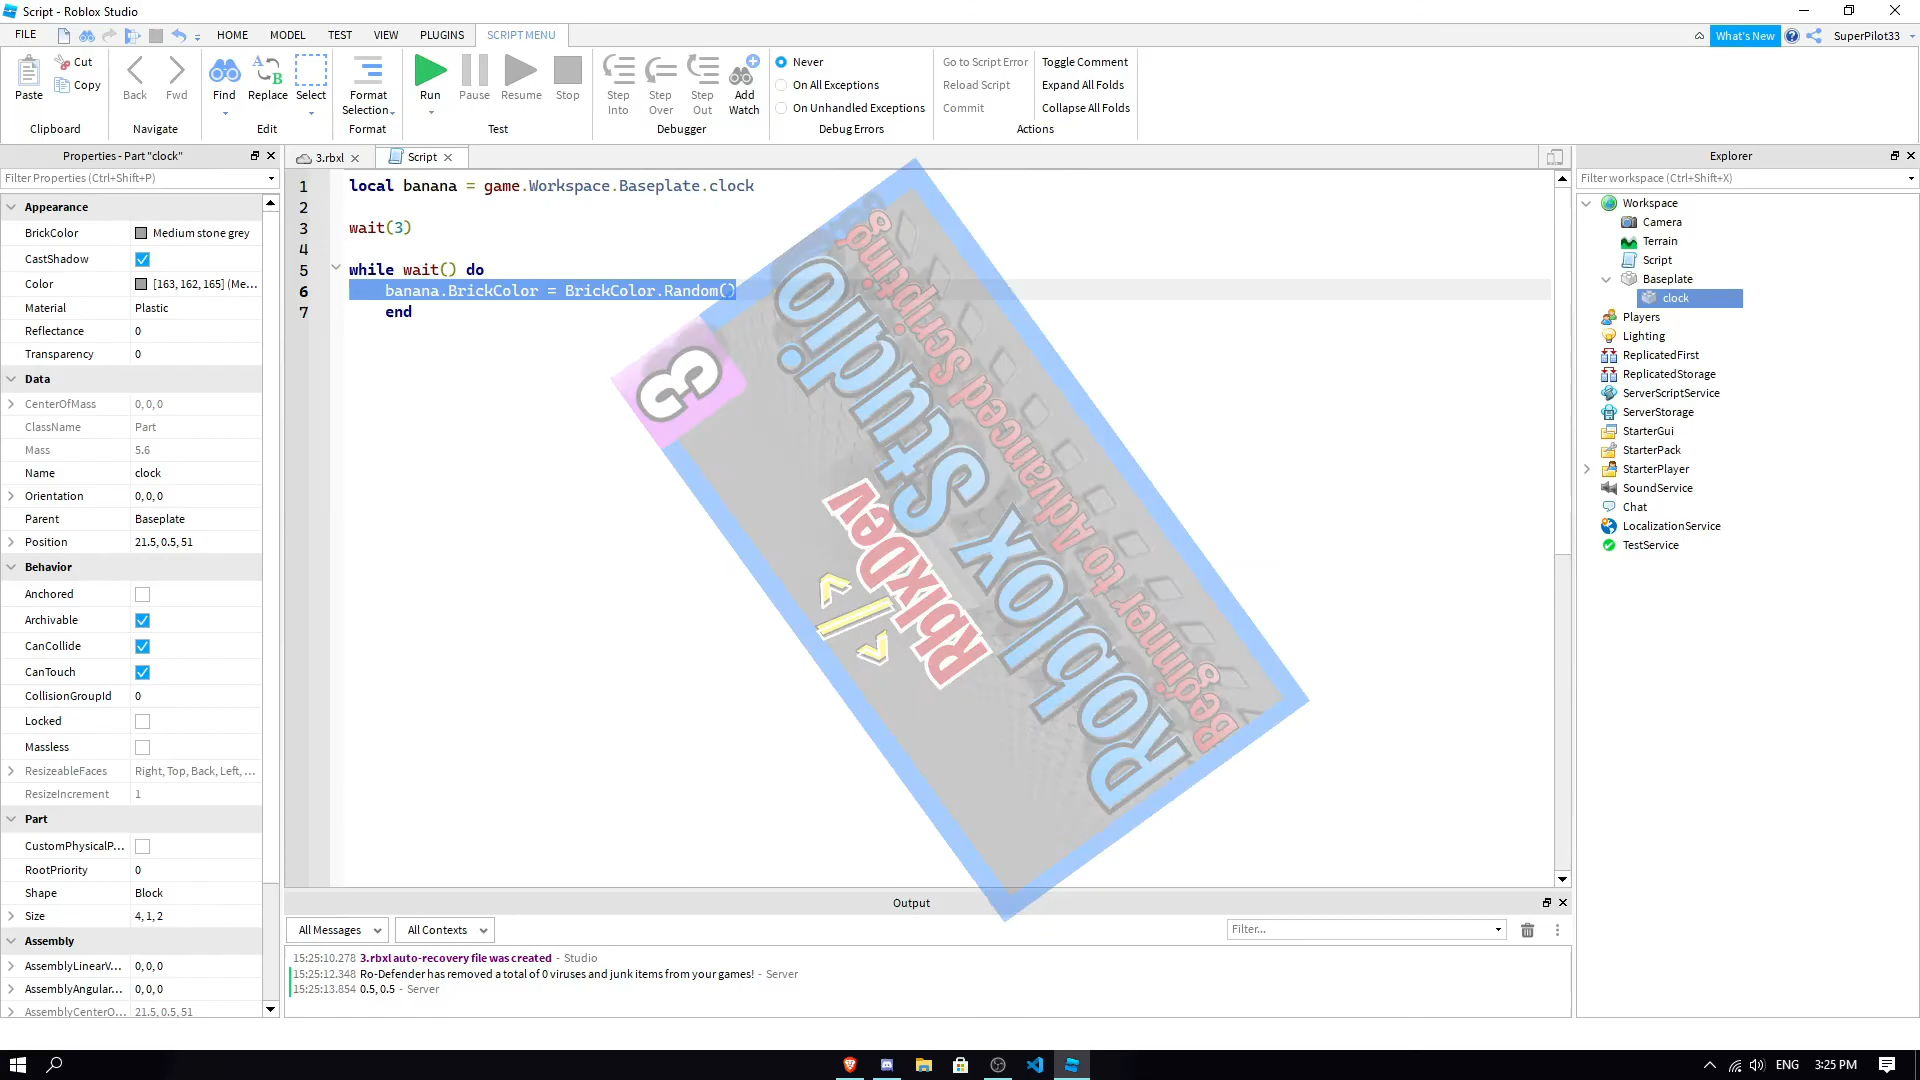 Script - Roblox Studio
FILE HOME MODEL TEST VIEW PLUGINS SCRIPT MENU What's New SuperPilot33
Paste Cut Copy Clipboard
Back Fwd Navigate
Find Replace Select Edit
Format Selection Format
Run Pause Resume Stop Test
Step Into Step Over Step Out Add Watch Debugger
Never
On All Exceptions
On Unhandled Exceptions
Debug Errors
Go to Script Error Toggle Comment
Reload Script Expand All Folds
Commit Collapse All Folds
Actions
Properties - Part "clock"
Filter Properties (Ctrl+Shift+P)
Appearance
BrickColor Medium stone grey
CastShadow
Color [163, 162, 165] (Me...
Material Plastic
Reflectance 0
Transparency 0
Data
CenterOfMass 0, 0, 0
ClassName Part
Mass 5.6
Name clock
Orientation 0, 0, 0
Parent Baseplate
Position 21.5, 0.5, 51
Behavior
Anchored
Archivable
CanCollide
CanTouch
CollisionGroupId 0
Locked
Massless
ResizeableFaces Right, Top, Back, Left, ...
ResizeIncrement 1
Part
CustomPhysicalP...
RootPriority 0
Shape Block
Size 4, 1, 2
Assembly
AssemblyLinearV... 0, 0, 0
AssemblyAngular... 0, 0, 0
AssemblyCenterO... 21.5, 0.5, 51
3.rbxl Script
1 local banana = game.Workspace.Baseplate.clock
2
3 wait(3)
4
5 while wait() do
6 banana.BrickColor = BrickColor.Random()
7 end
3
Beginner to Advanced Scripting
Roblox Studio
RblxDev
</>
Output
All Messages All Contexts Filter...
15:25:10.278 3.rbxl auto-recovery file was created - Studio
15:25:12.348 Ro-Defender has removed a total of 0 viruses and junk items from your games! - Server
15:25:13.854 0.5, 0.5 - Server
Explorer
Filter workspace (Ctrl+Shift+X)
Workspace
Camera
Terrain
Script
Baseplate
clock
Players
Lighting
ReplicatedFirst
ReplicatedStorage
ServerScriptService
ServerStorage
StarterGui
StarterPack
StarterPlayer
SoundService
Chat
LocalizationService
TestService
ENG 3:25 PM